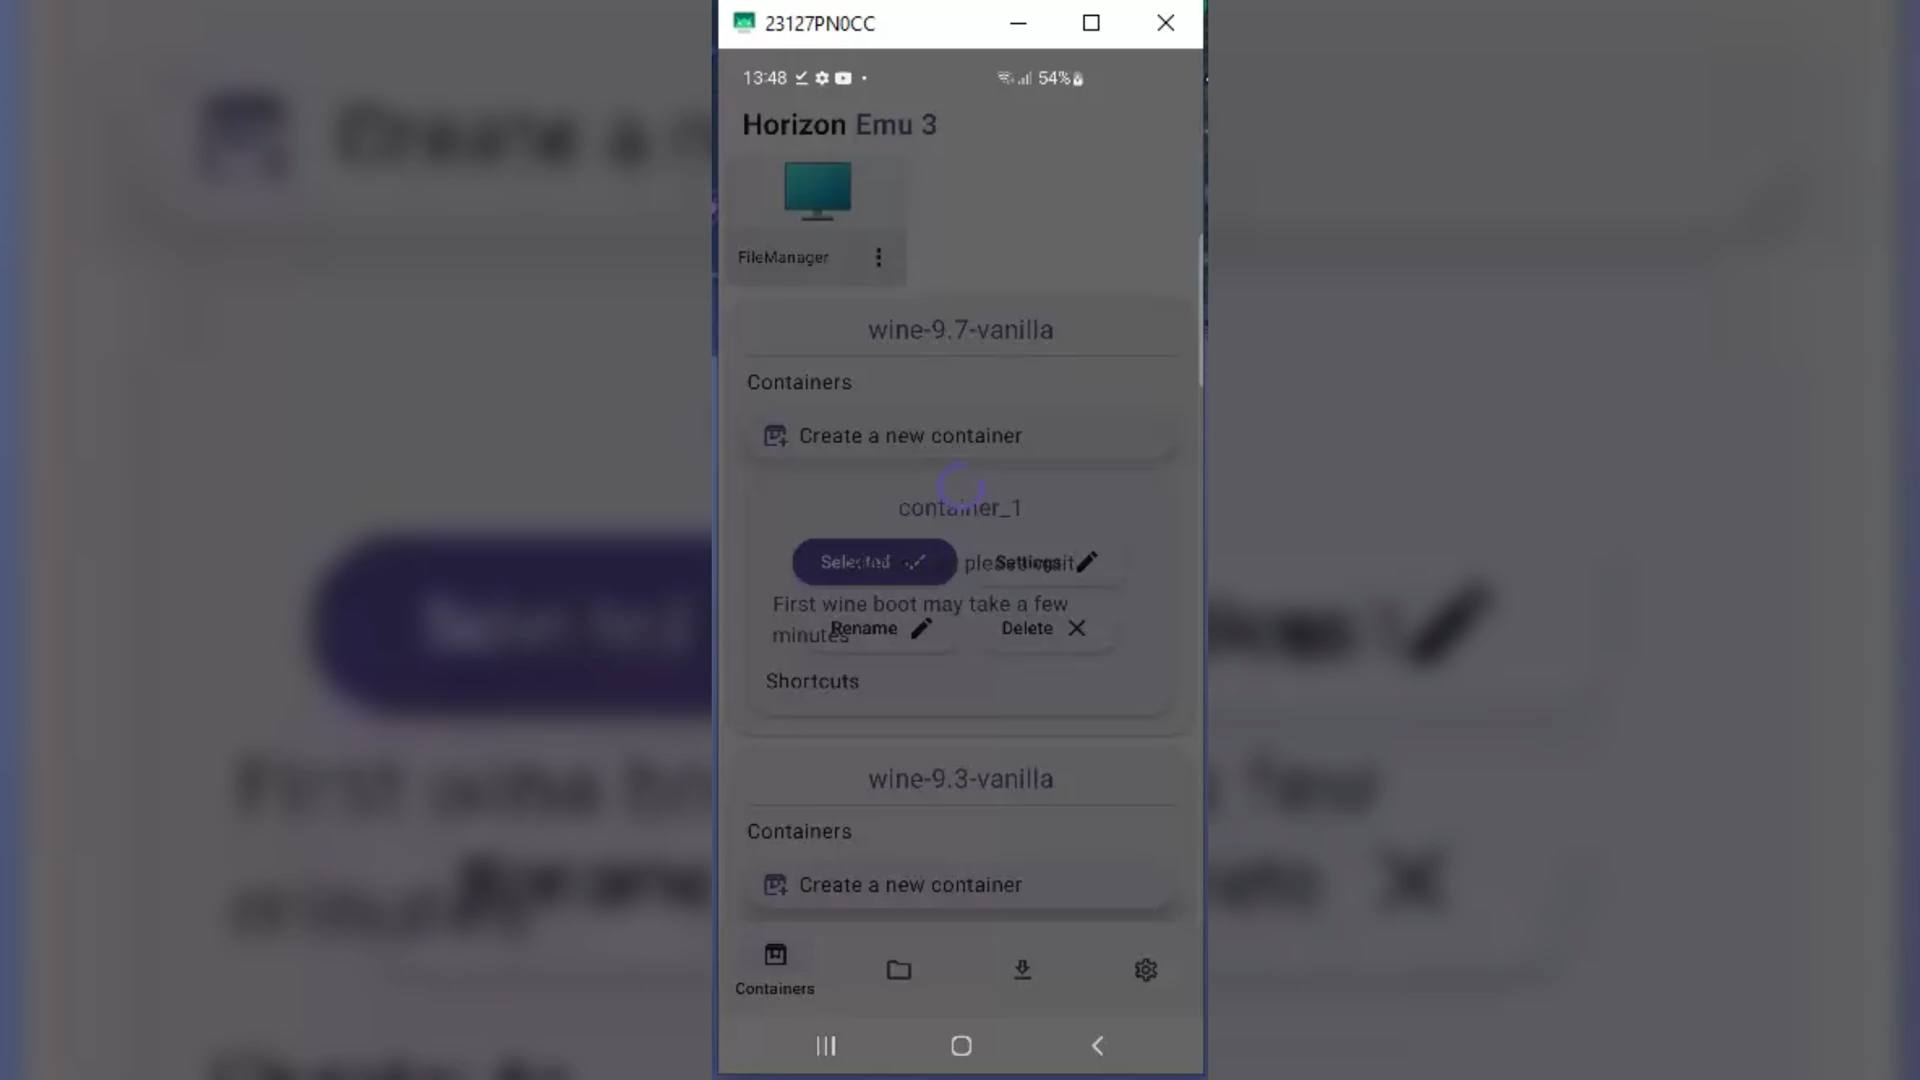 23127PN0CC
13:48
54%
Horizon Emu 3
FileManager
wine-9.7-vanilla
Containers
Create a new container
container_1
Selected please wait Settings
First wine boot may take a few
minutes
Rename Delete
Shortcuts
wine-9.3-vanilla
Containers
Create a new container
Containers